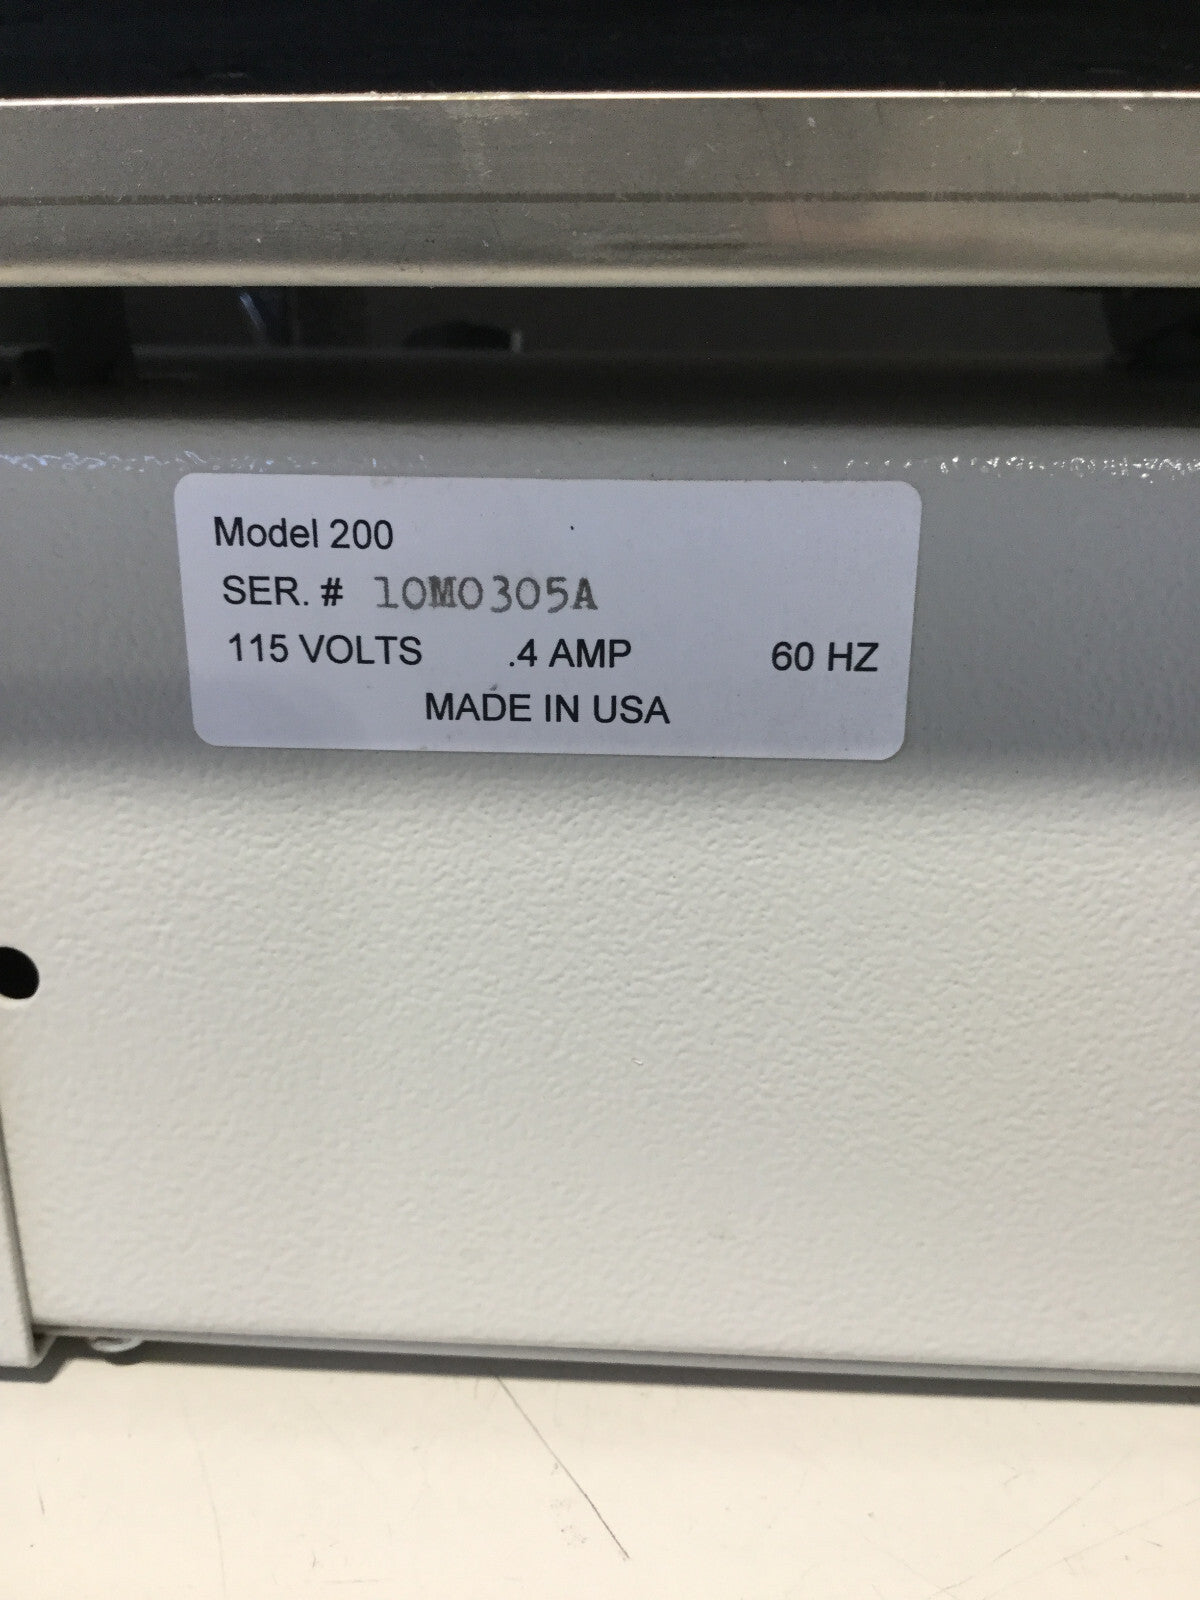 Model 200
SER. # 10M0305A
115 VOLTS .4 AMP 60 HZ
MADE IN USA